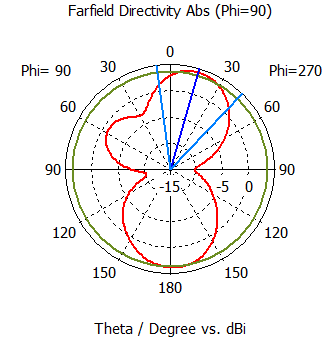 Farfield Directivity Abs (Phi=90)
0
Phi= 90 30 30 Phi=270
60 60
90 -15 -5 0 90
120 120
150 150
180
Theta / Degree vs. dBi